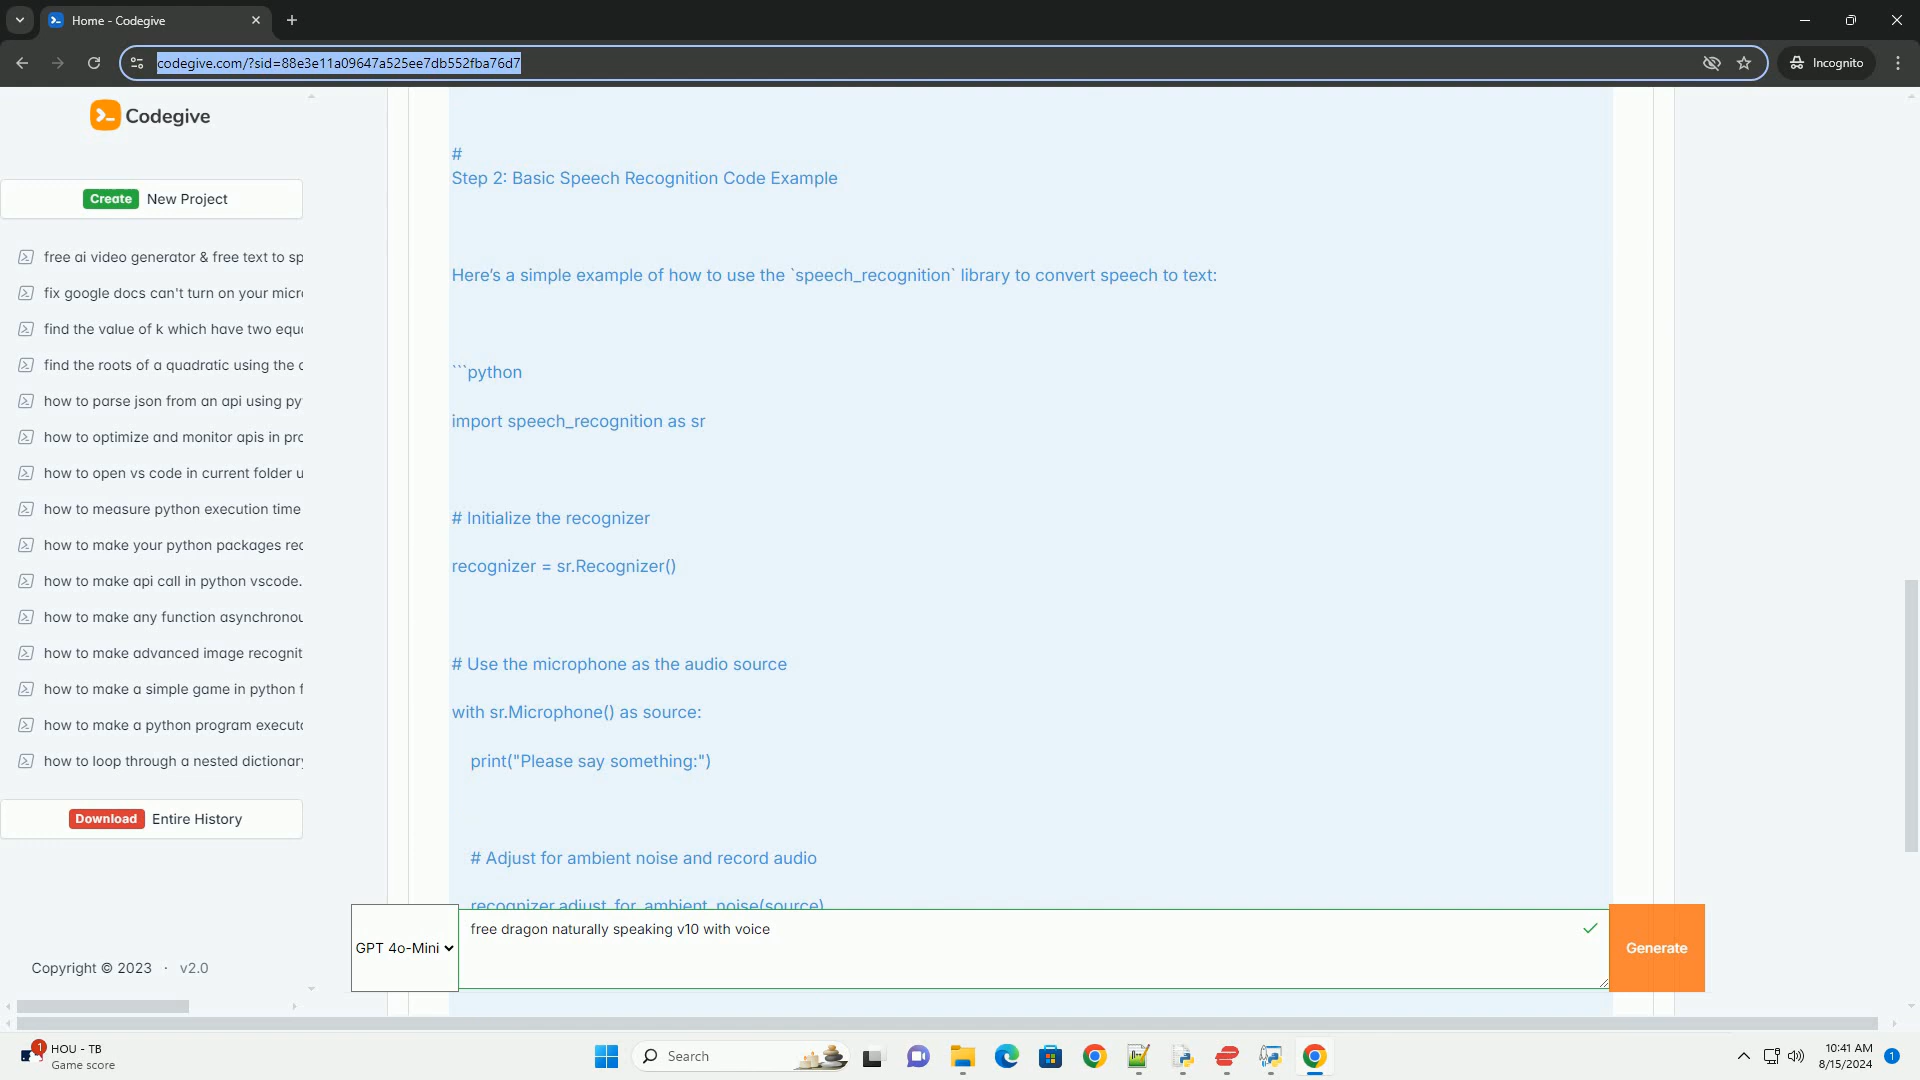 Home - Codegive
codegive.com/?sid=88e3e11a09647a525ee7db552fba76d7
Incognito
Codegive
Create New Project
free ai video generator & free text to sp
fix google docs can't turn on your micr
find the value of k which have two equ
find the roots of a quadratic using the c
how to parse json from an api using py
how to optimize and monitor apis in pro
how to open vs code in current folder u
how to measure python execution time
how to make your python packages rec
how to make api call in python vscode.
how to make any function asynchronou
how to make advanced image recognit
how to make a simple game in python f
how to make a python program executa
how to loop through a nested dictionary
Download Entire History
Copyright © 2023 · v2.0
#
Step 2: Basic Speech Recognition Code Example
Here's a simple example of how to use the `speech_recognition` library to convert speech to text:
```python
import speech_recognition as sr
# Initialize the recognizer
recognizer = sr.Recognizer()
# Use the microphone as the audio source
with sr.Microphone() as source:
print("Please say something:")
# Adjust for ambient noise and record audio
recognizer.adjust_for_ambient_noise(source)
GPT 4o-Mini
free dragon naturally speaking v10 with voice
Generate
1
HOU - TB
Game score
Search
10:41 AM
8/15/2024
1